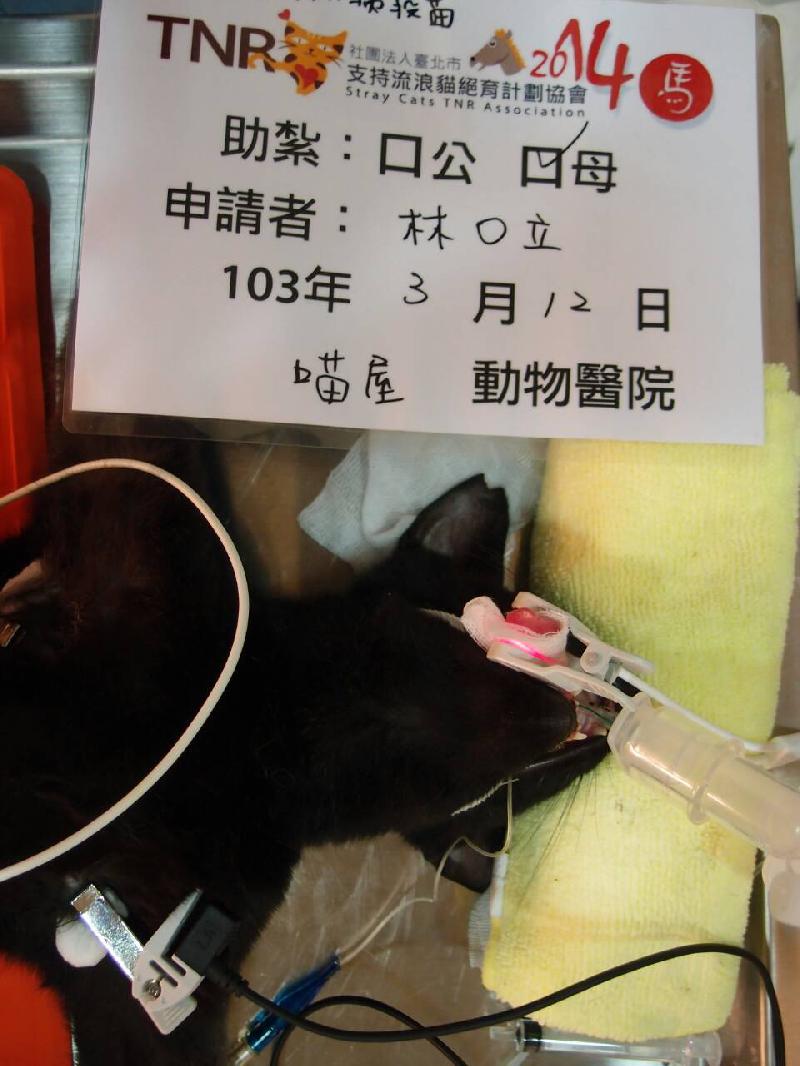 疫苗
TNR 社團法人臺北市 2014 馬
支持流浪貓絕育計劃協會
Stray Cats TNR Association
助紮：口公 口母
申請者：林口立
103年 3 月 12 日
喵屋 動物醫院